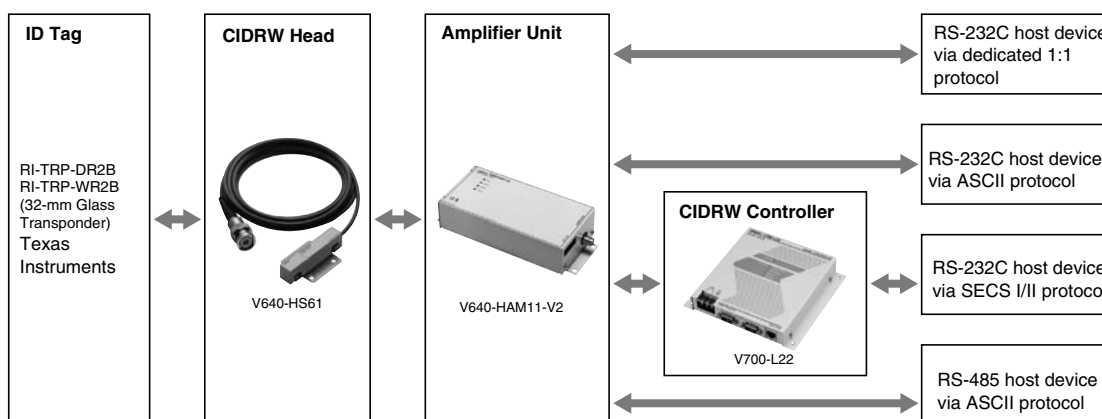 ID Tag
RI-TRP-DR2B
RI-TRP-WR2B
(32-mm Glass
Transponder)
Texas
Instruments
CIDRW Head
V640-HS61
Amplifier Unit
V640-HAM11-V2
CIDRW Controller
V700-L22
RS-232C host device
via dedicated 1:1
protocol
RS-232C host device
via ASCII protocol
RS-232C host device
via SECS I/II protoco
RS-485 host device
via ASCII protocol